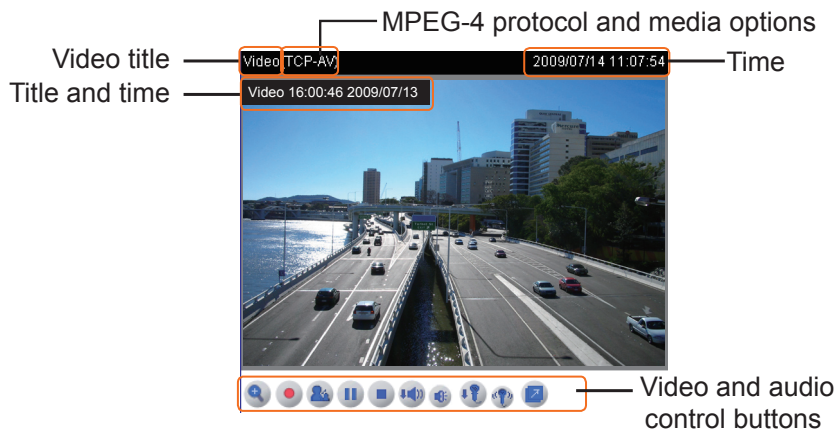 MPEG-4 protocol and media options
Video title
Video (TCP-AV)
2009/07/14 11:07:54
Time
Title and time
Video 16:00:46 2009/07/13
Video and audio
control buttons